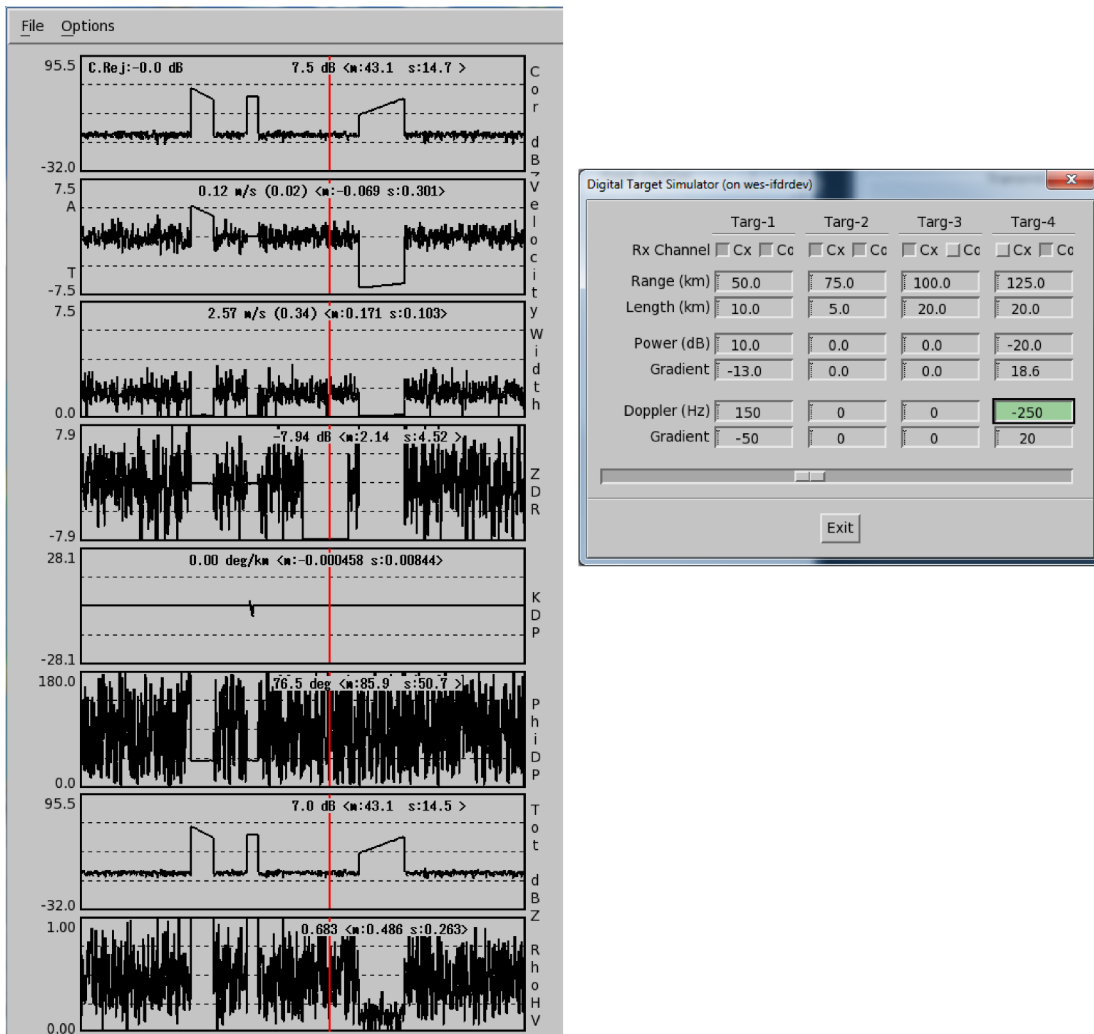 File Options
95.5
C.Rej:-0.0 dB 7.5 dB <m:43.1 s:14.7 >
-32.0
Cor dBZ
7.5
A
0.12 m/s (0.02) <m:-0.069 s:0.301>
T
-7.5
Velocity
7.5
2.57 m/s (0.34) <m:0.171 s:0.103>
0.0
Width
7.9
-7.94 dB <m:2.14 s:4.52 >
-7.9
ZDR
28.1
0.00 deg/km <m:-0.000458 s:0.00844>
-28.1
KDP
180.0
76.5 deg <m:85.9 s:50.7 >
0.0
PhiDP
95.5
7.0 dB <m:43.1 s:14.5 >
-32.0
Tot dBZ
1.00
0.683 <m:0.486 s:0.263>
0.00
RhoHV
Digital Target Simulator (on wes-ifdrdev)
Targ-1 Targ-2 Targ-3 Targ-4
Rx Channel Cx Co Cx Co Cx Co Cx Co
Range (km) 50.0 75.0 100.0 125.0
Length (km) 10.0 5.0 20.0 20.0
Power (dB) 10.0 0.0 0.0 -20.0
Gradient -13.0 0.0 0.0 18.6
Doppler (Hz) 150 0 0 -250
Gradient -50 0 0 20
Exit